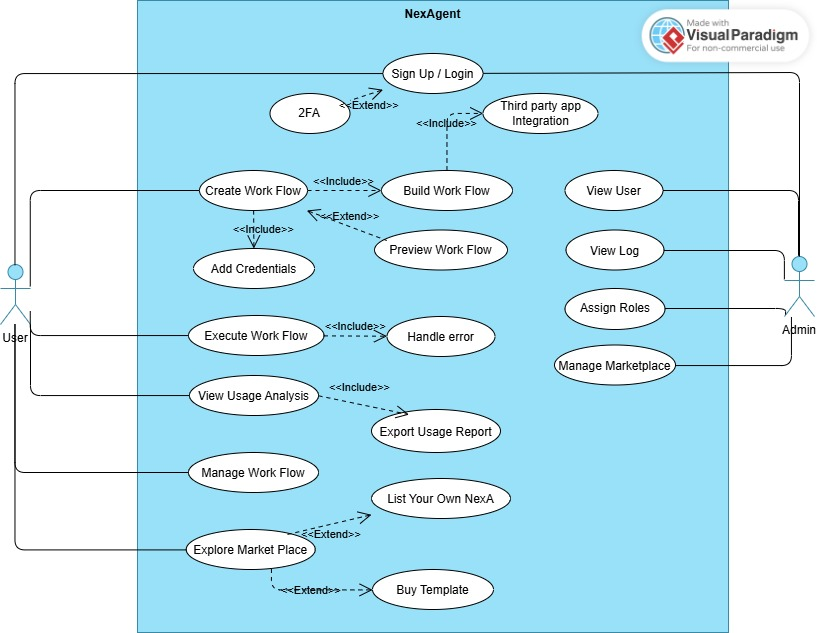 NexAgent
Made with
VisualParadigm
For non-commercial use
Sign Up / Login
<<Extend>>
2FA
Third party app
Integration
<<Include>>
Create Work Flow
<<Include>>
Build Work Flow
View User
<<Extend>>
<<Include>>
Preview Work Flow
View Log
Add Credentials
Assign Roles
User
Admin
Execute Work Flow
<<Include>>
Handle error
Manage Marketplace
<<Include>>
View Usage Analysis
Export Usage Report
Manage Work Flow
List Your Own NexA
<<Extend>>
Explore Market Place
<<Extend>>
Buy Template